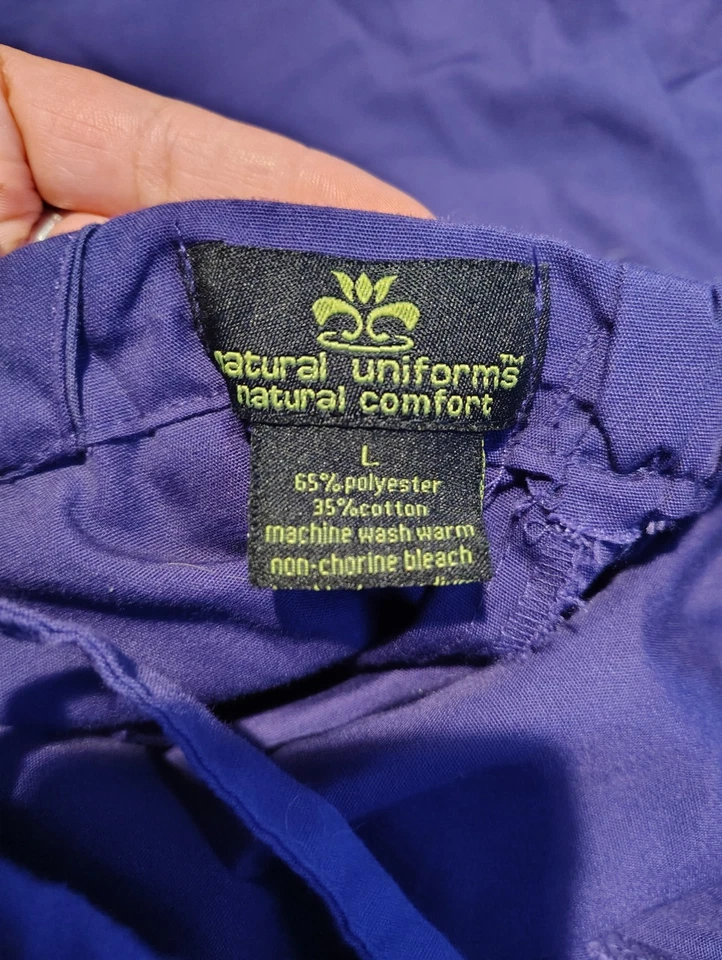 natural uniforms™
natural comfort
L
65%polyester
35%cotton
machine wash warm
non-chorine bleach